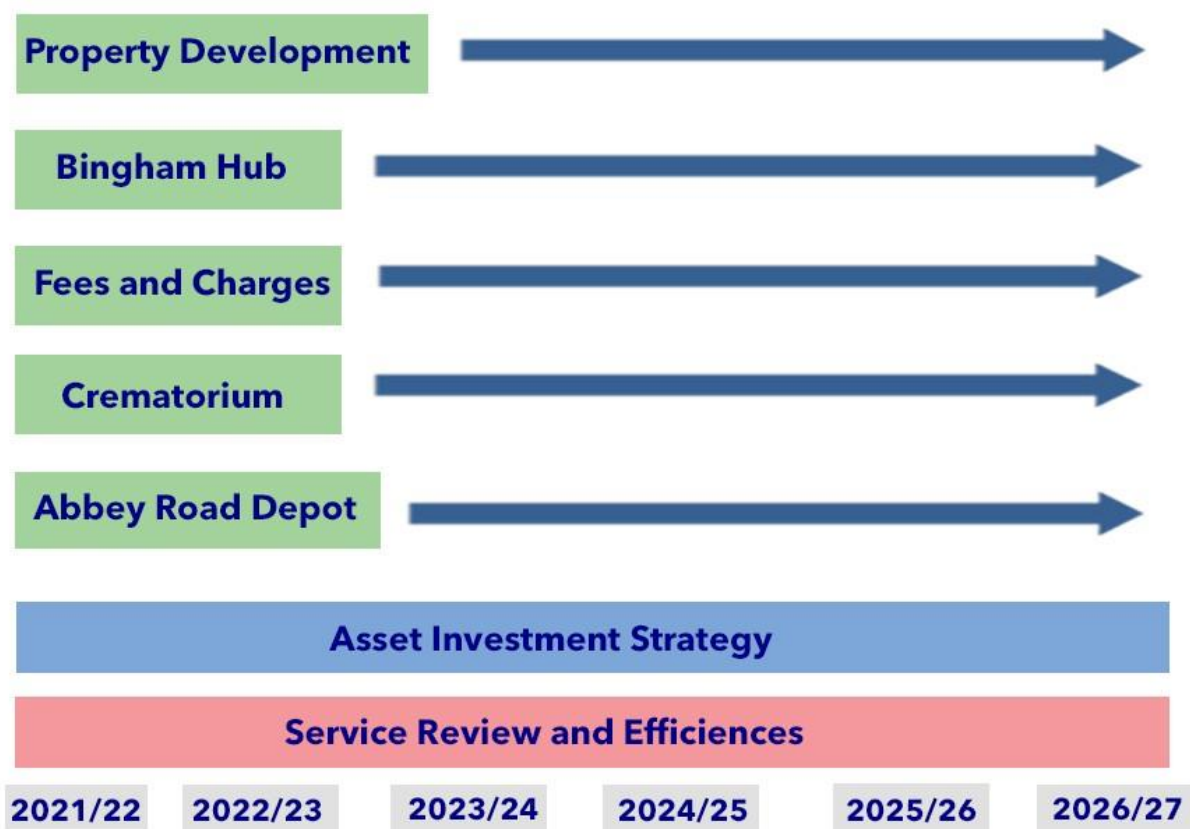 Property Development
Bingham Hub
Fees and Charges
Crematorium
Abbey Road Depot
Asset Investment Strategy
Service Review and Efficiences
2021/22 2022/23 2023/24 2024/25 2025/26 2026/27